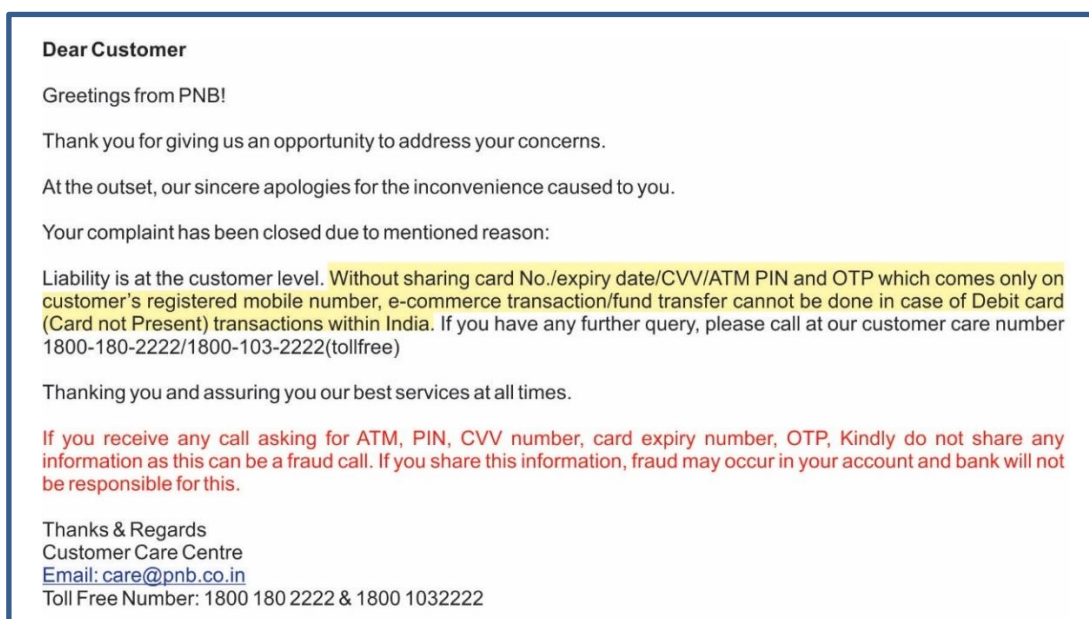 Dear Customer
Greetings from PNB!
Thank you for giving us an opportunity to address your concerns.
At the outset, our sincere apologies for the inconvenience caused to you.
Your complaint has been closed due to mentioned reason:
Liability is at the customer level. Without sharing card No./expiry date/CVV/ATM PIN and OTP which comes only on
customer's registered mobile number, e-commerce transaction/fund transfer cannot be done in case of Debit card
(Card not Present) transactions within India. If you have any further query, please call at our customer care number
1800-180-2222/1800-103-2222(tollfree)
Thanking you and assuring you our best services at all times.
If you receive any call asking for ATM, PIN, CVV number, card expiry number, OTP, Kindly do not share any
information as this can be a fraud call. If you share this information, fraud may occur in your account and bank will not
be responsible for this.
Thanks & Regards
Customer Care Centre
Email: care@pnb.co.in
Toll Free Number: 1800 180 2222 & 1800 1032222